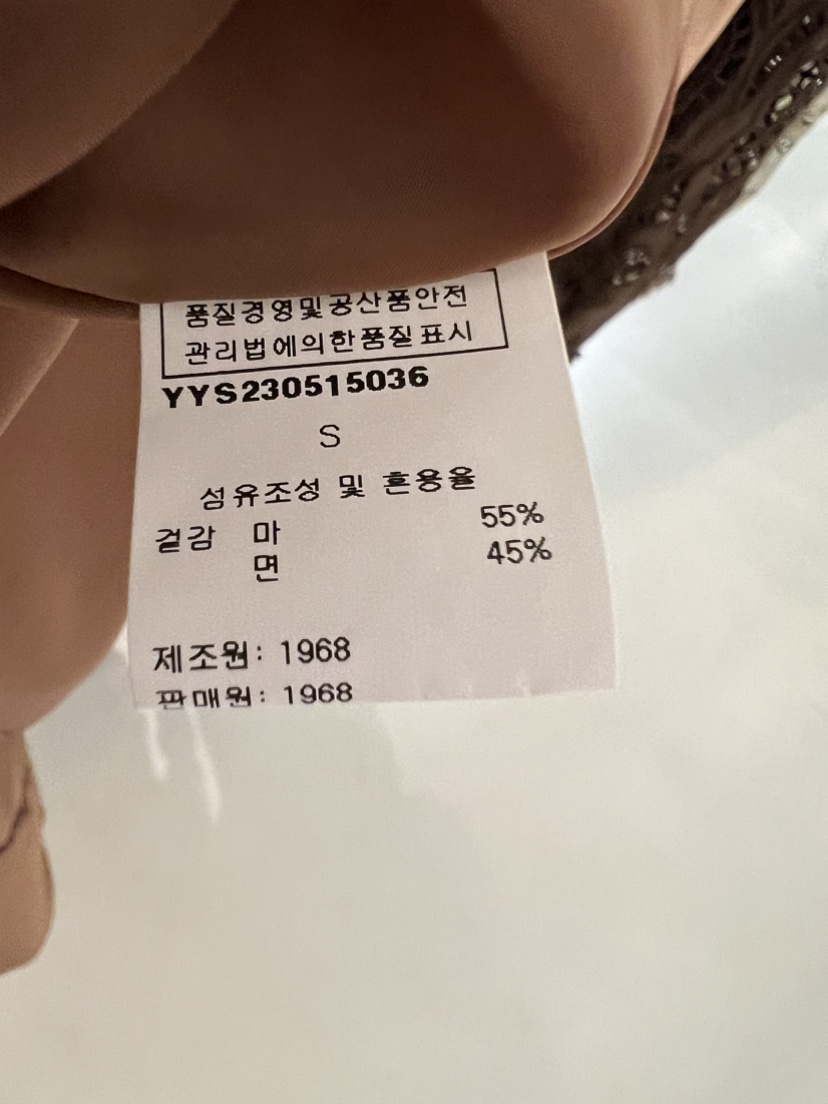 품질경영및공산품안전
관리법에의한품질표시
YYS230515036
S
섬유조성 및 혼용율
겉감 마 55%
면 45%
제조원: 1968
판매원: 1968